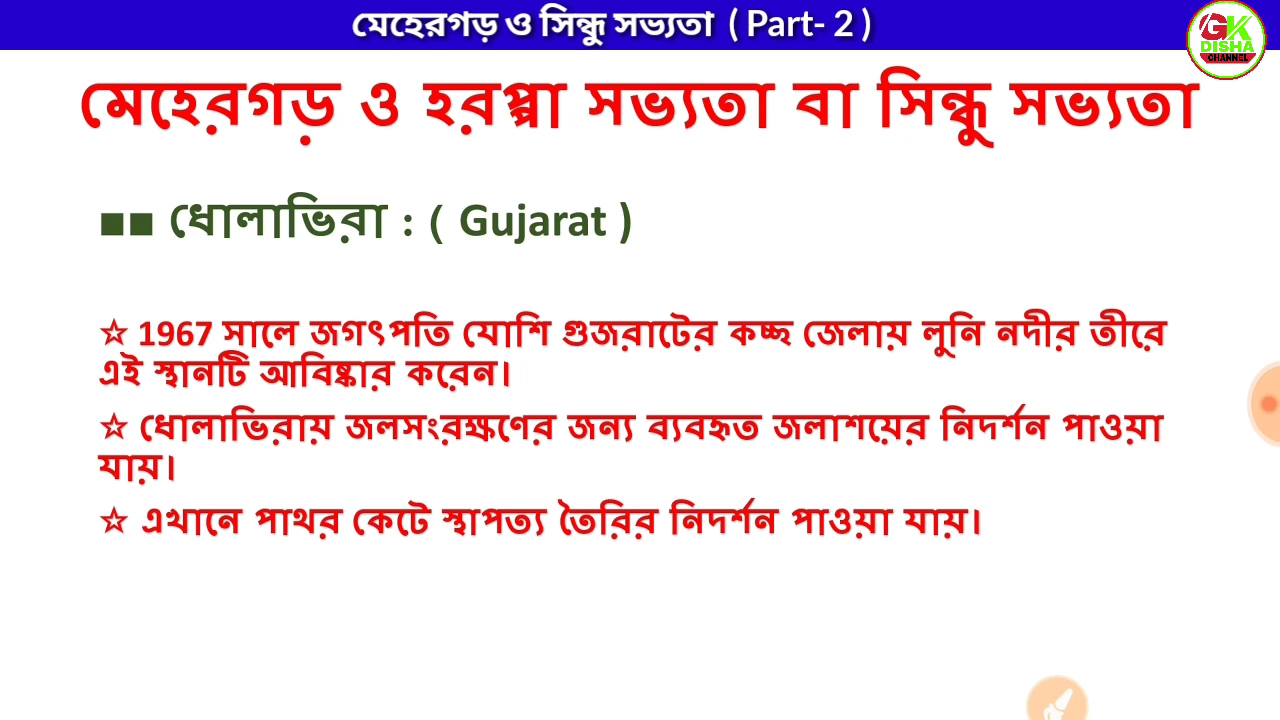 মেহেরগড় ও সিন্ধু সভ্যতা ( Part- 2 )
GK
DISHA
CHANNEL
মেহেরগড় ও হরপ্পা সভ্যতা বা সিন্ধু সভ্যতা
■■ ধোলাভিরা : ( Gujarat )
☆ 1967 সালে জগৎপতি যোশি গুজরাটের কচ্ছ জেলায় লুনি নদীর তীরে
এই স্থানটি আবিষ্কার করেন।
☆ ধোলাভিরায় জলসংরক্ষণের জন্য ব্যবহৃত জলাশয়ের নিদর্শন পাওয়া
যায়।
☆ এখানে পাথর কেটে স্থাপত্য তৈরির নিদর্শন পাওয়া যায়।